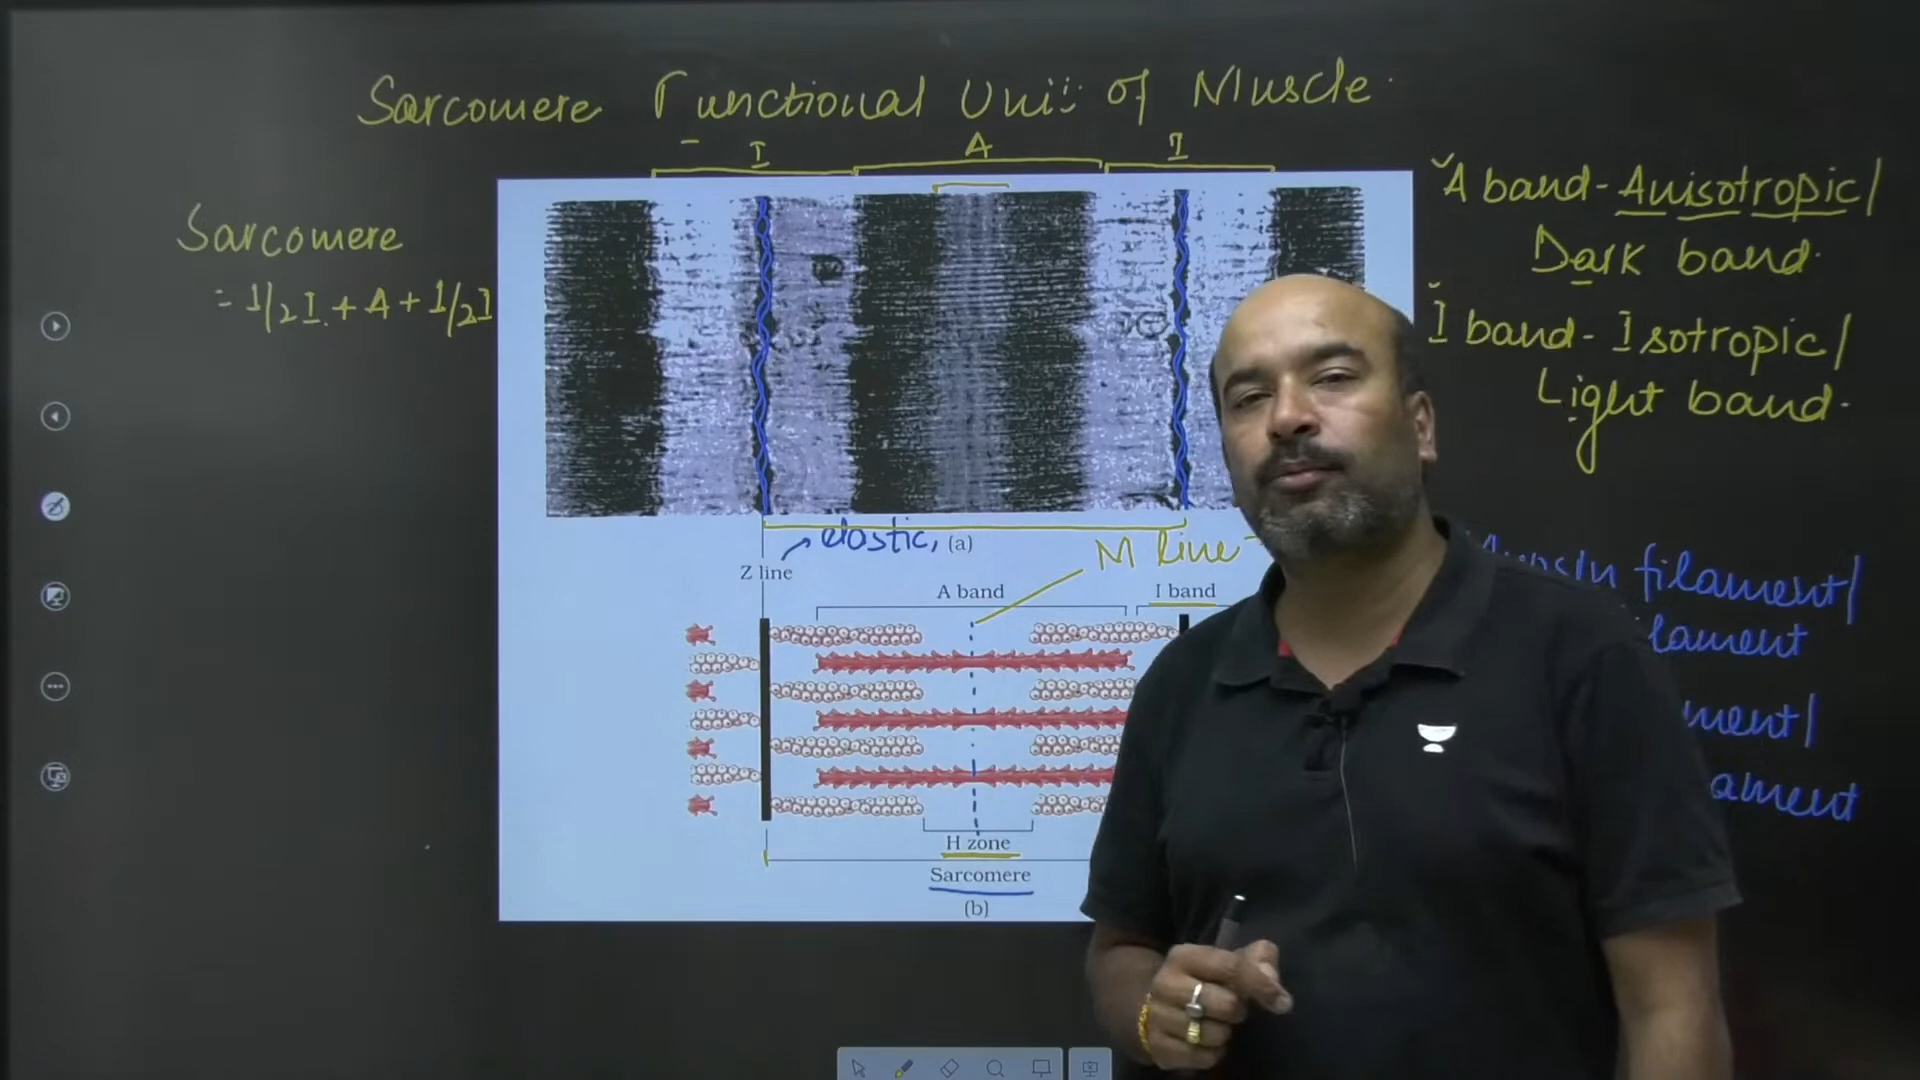 Sarcomere Functional Unit of Muscle.
I A I
Sarcomere
= 1/2 I + A + 1/2 I
A band - Anisotropic/
Dark band.
I band - Isotropic/
Light band.
elastic, (a)
M line
Z line
A band I band
filament/
H zone
Sarcomere
(b)